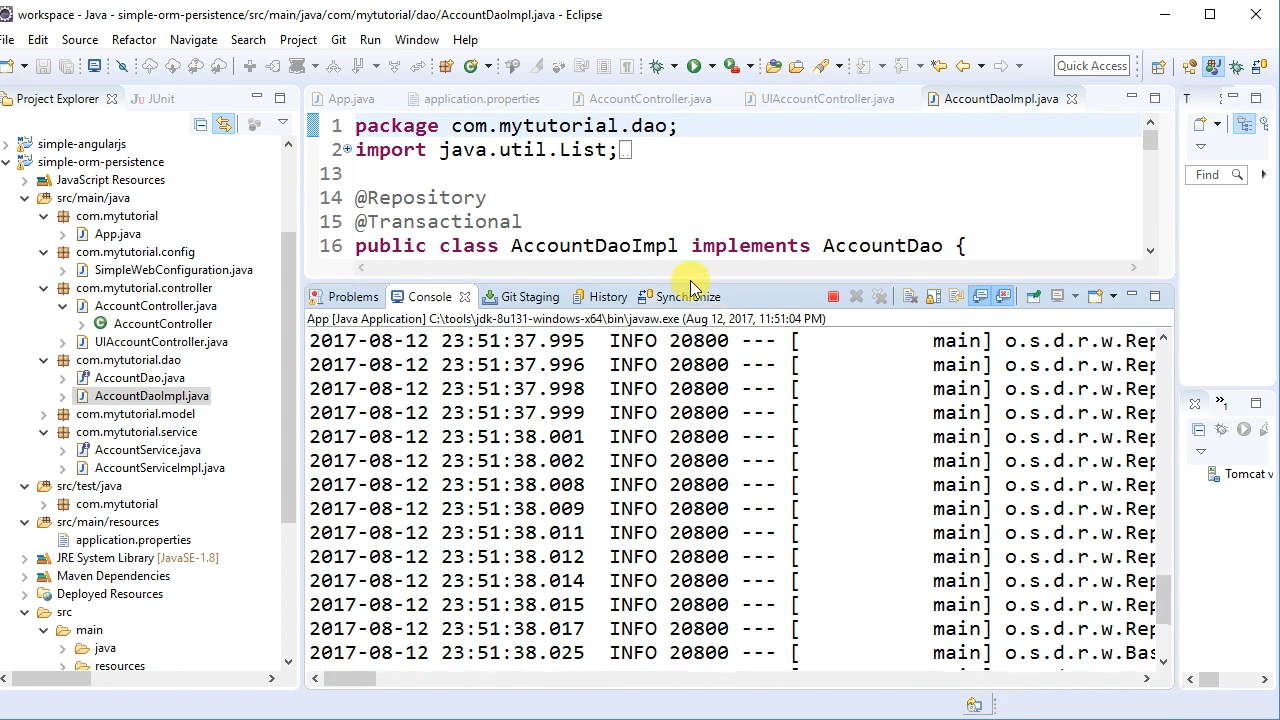 workspace - Java - simple-orm-persistence/src/main/java/com/mytutorial/dao/AccountDaoImpl.java - Eclipse
File Edit Source Refactor Navigate Search Project Git Run Window Help
Quick Access
Project Explorer
JUnit
simple-angularjs
simple-orm-persistence
JavaScript Resources
src/main/java
com.mytutorial
App.java
com.mytutorial.config
SimpleWebConfiguration.java
com.mytutorial.controller
AccountController.java
AccountController
UIAccountController.java
com.mytutorial.dao
AccountDao.java
AccountDaoImpl.java
com.mytutorial.model
com.mytutorial.service
AccountService.java
AccountServiceImpl.java
src/test/java
com.mytutorial
src/main/resources
application.properties
JRE System Library [JavaSE-1.8]
Maven Dependencies
Deployed Resources
src
main
java
resources
App.java application.properties AccountController.java UIAccountController.java AccountDaoImpl.java
1 package com.mytutorial.dao;
2 import java.util.List;
13
14 @Repository
15 @Transactional
16 public class AccountDaoImpl implements AccountDao {
Problems Console Git Staging History Synchronize
App [Java Application] C:\tools\jdk-8u131-windows-x64\bin\javaw.exe (Aug 12, 2017, 11:51:04 PM)
2017-08-12 23:51:37.995 INFO 20800 --- [ main] o.s.d.r.w.Rep
2017-08-12 23:51:37.996 INFO 20800 --- [ main] o.s.d.r.w.Rep
2017-08-12 23:51:37.998 INFO 20800 --- [ main] o.s.d.r.w.Rep
2017-08-12 23:51:37.999 INFO 20800 --- [ main] o.s.d.r.w.Rep
2017-08-12 23:51:38.001 INFO 20800 --- [ main] o.s.d.r.w.Rep
2017-08-12 23:51:38.002 INFO 20800 --- [ main] o.s.d.r.w.Rep
2017-08-12 23:51:38.008 INFO 20800 --- [ main] o.s.d.r.w.Rep
2017-08-12 23:51:38.009 INFO 20800 --- [ main] o.s.d.r.w.Rep
2017-08-12 23:51:38.011 INFO 20800 --- [ main] o.s.d.r.w.Rep
2017-08-12 23:51:38.012 INFO 20800 --- [ main] o.s.d.r.w.Rep
2017-08-12 23:51:38.014 INFO 20800 --- [ main] o.s.d.r.w.Rep
2017-08-12 23:51:38.015 INFO 20800 --- [ main] o.s.d.r.w.Rep
2017-08-12 23:51:38.017 INFO 20800 --- [ main] o.s.d.r.w.Rep
2017-08-12 23:51:38.025 INFO 20800 --- [ main] o.s.d.r.w.Bas
T
Find
Tomcat v